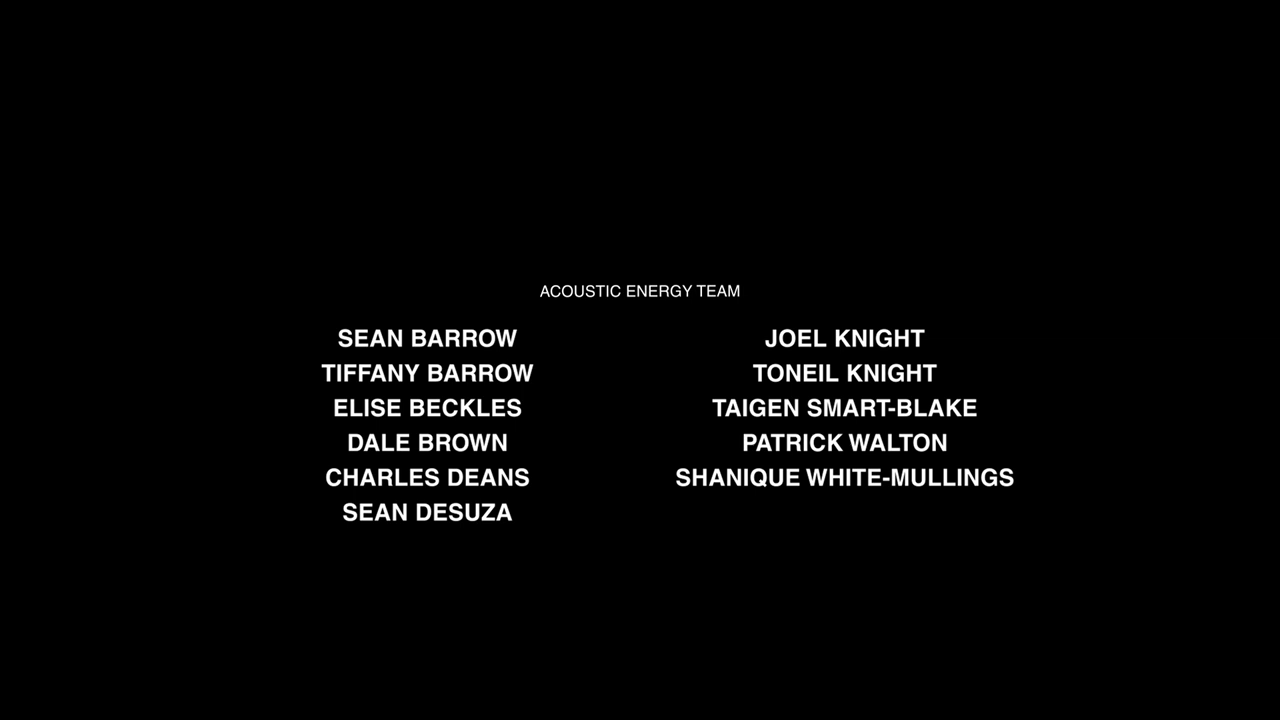 ACOUSTIC ENERGY TEAM
SEAN BARROW
TIFFANY BARROW
ELISE BECKLES
DALE BROWN
CHARLES DEANS
SEAN DESUZA
JOEL KNIGHT
TONEIL KNIGHT
TAIGEN SMART-BLAKE
PATRICK WALTON
SHANIQUE WHITE-MULLINGS